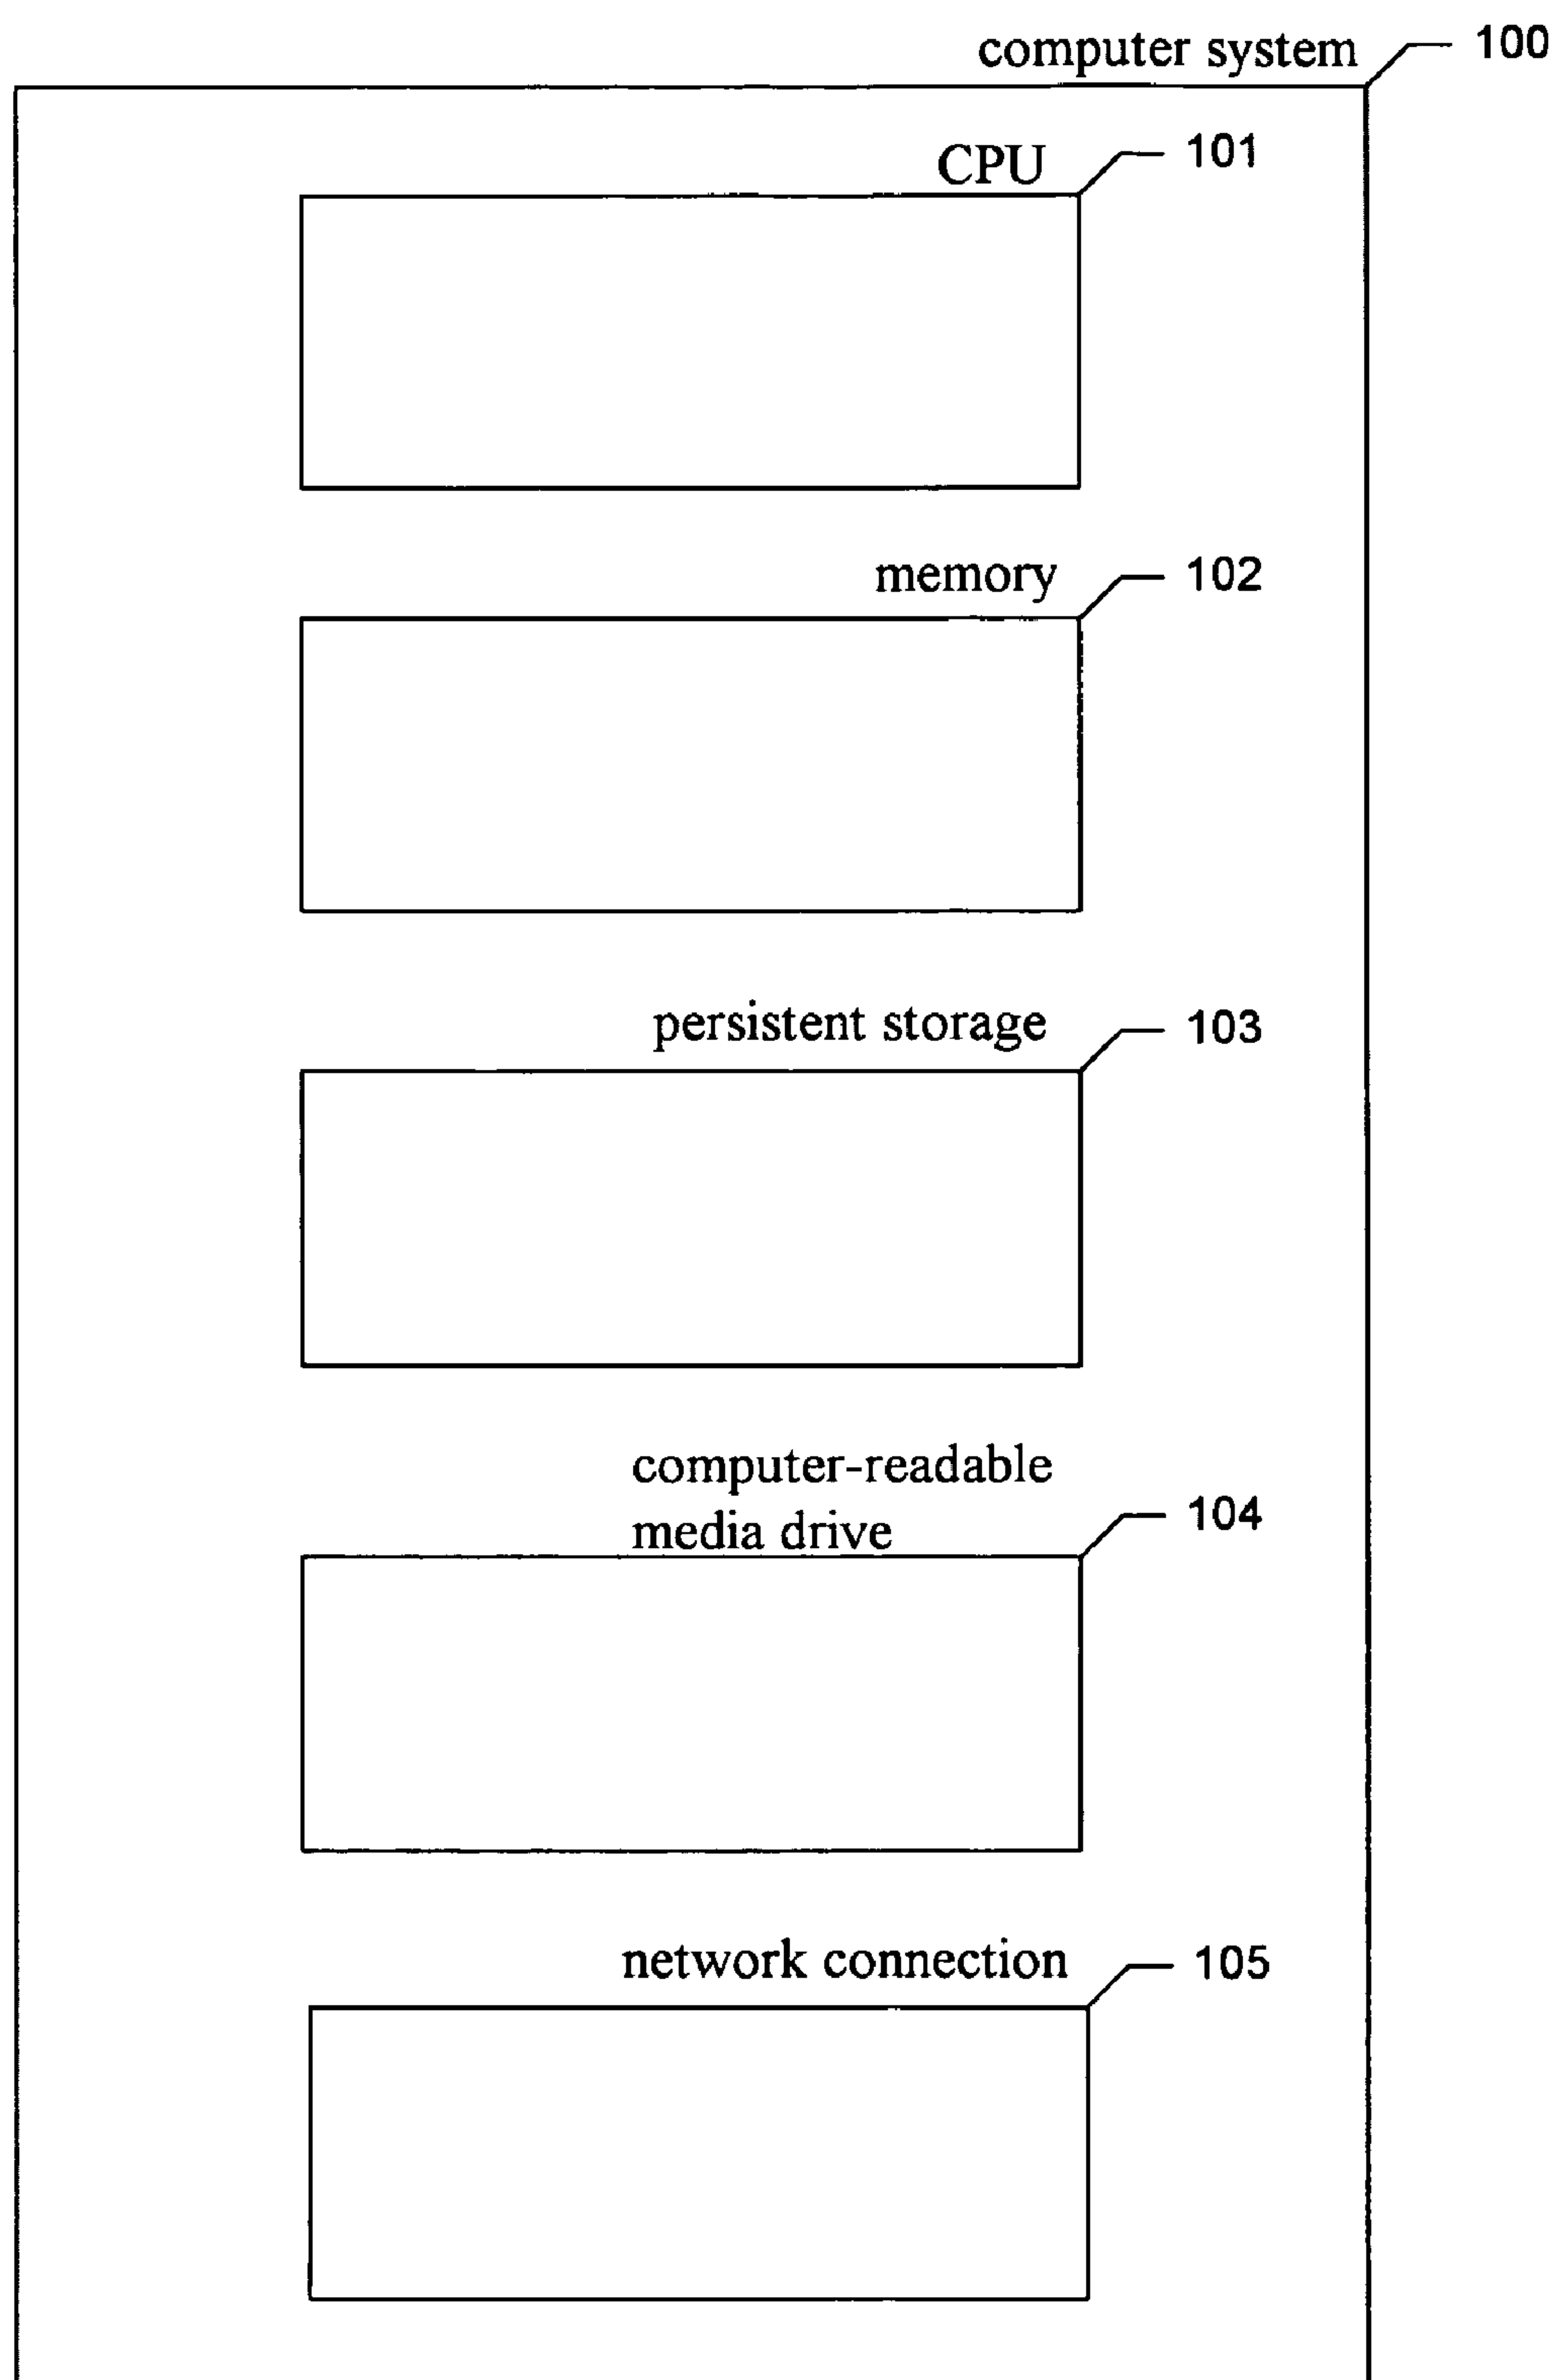 computer system 100
CPU 101
memory 102
persistent storage 103
computer-readable
media drive 104
network connection 105